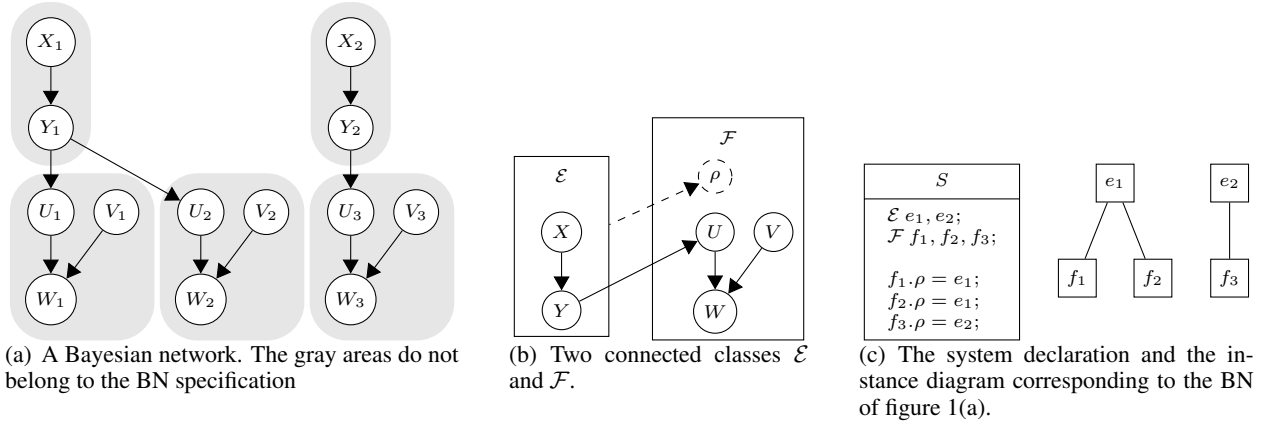 X₁
X₂
Y₁
Y₂
U₁ V₁ U₂ V₂ U₃ V₃
W₁ W₂ W₃
(a) A Bayesian network. The gray areas do not
belong to the BN specification
ℰ
ℱ
ρ
X
U V
Y W
(b) Two connected classes ℰ
and ℱ.
S
ℰ e₁, e₂;
ℱ f₁, f₂, f₃;
f₁.ρ = e₁;
f₂.ρ = e₁;
f₃.ρ = e₂;
e₁ e₂
f₁ f₂ f₃
(c) The system declaration and the in-
stance diagram corresponding to the BN
of figure 1(a).